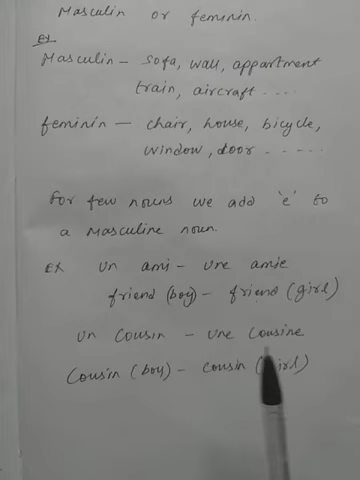 Masculin or feminin.
Ex
Masculin - sofa, wall, appartment
train, aircraft ....
feminin - chair, house, bicycle,
window, door .....
For few nouns we add 'e' to
a masculine noun.
Ex un ami - une amie
friend (boy) - friend (girl)
un cousin - une cousine
cousin (boy) - cousin (girl)